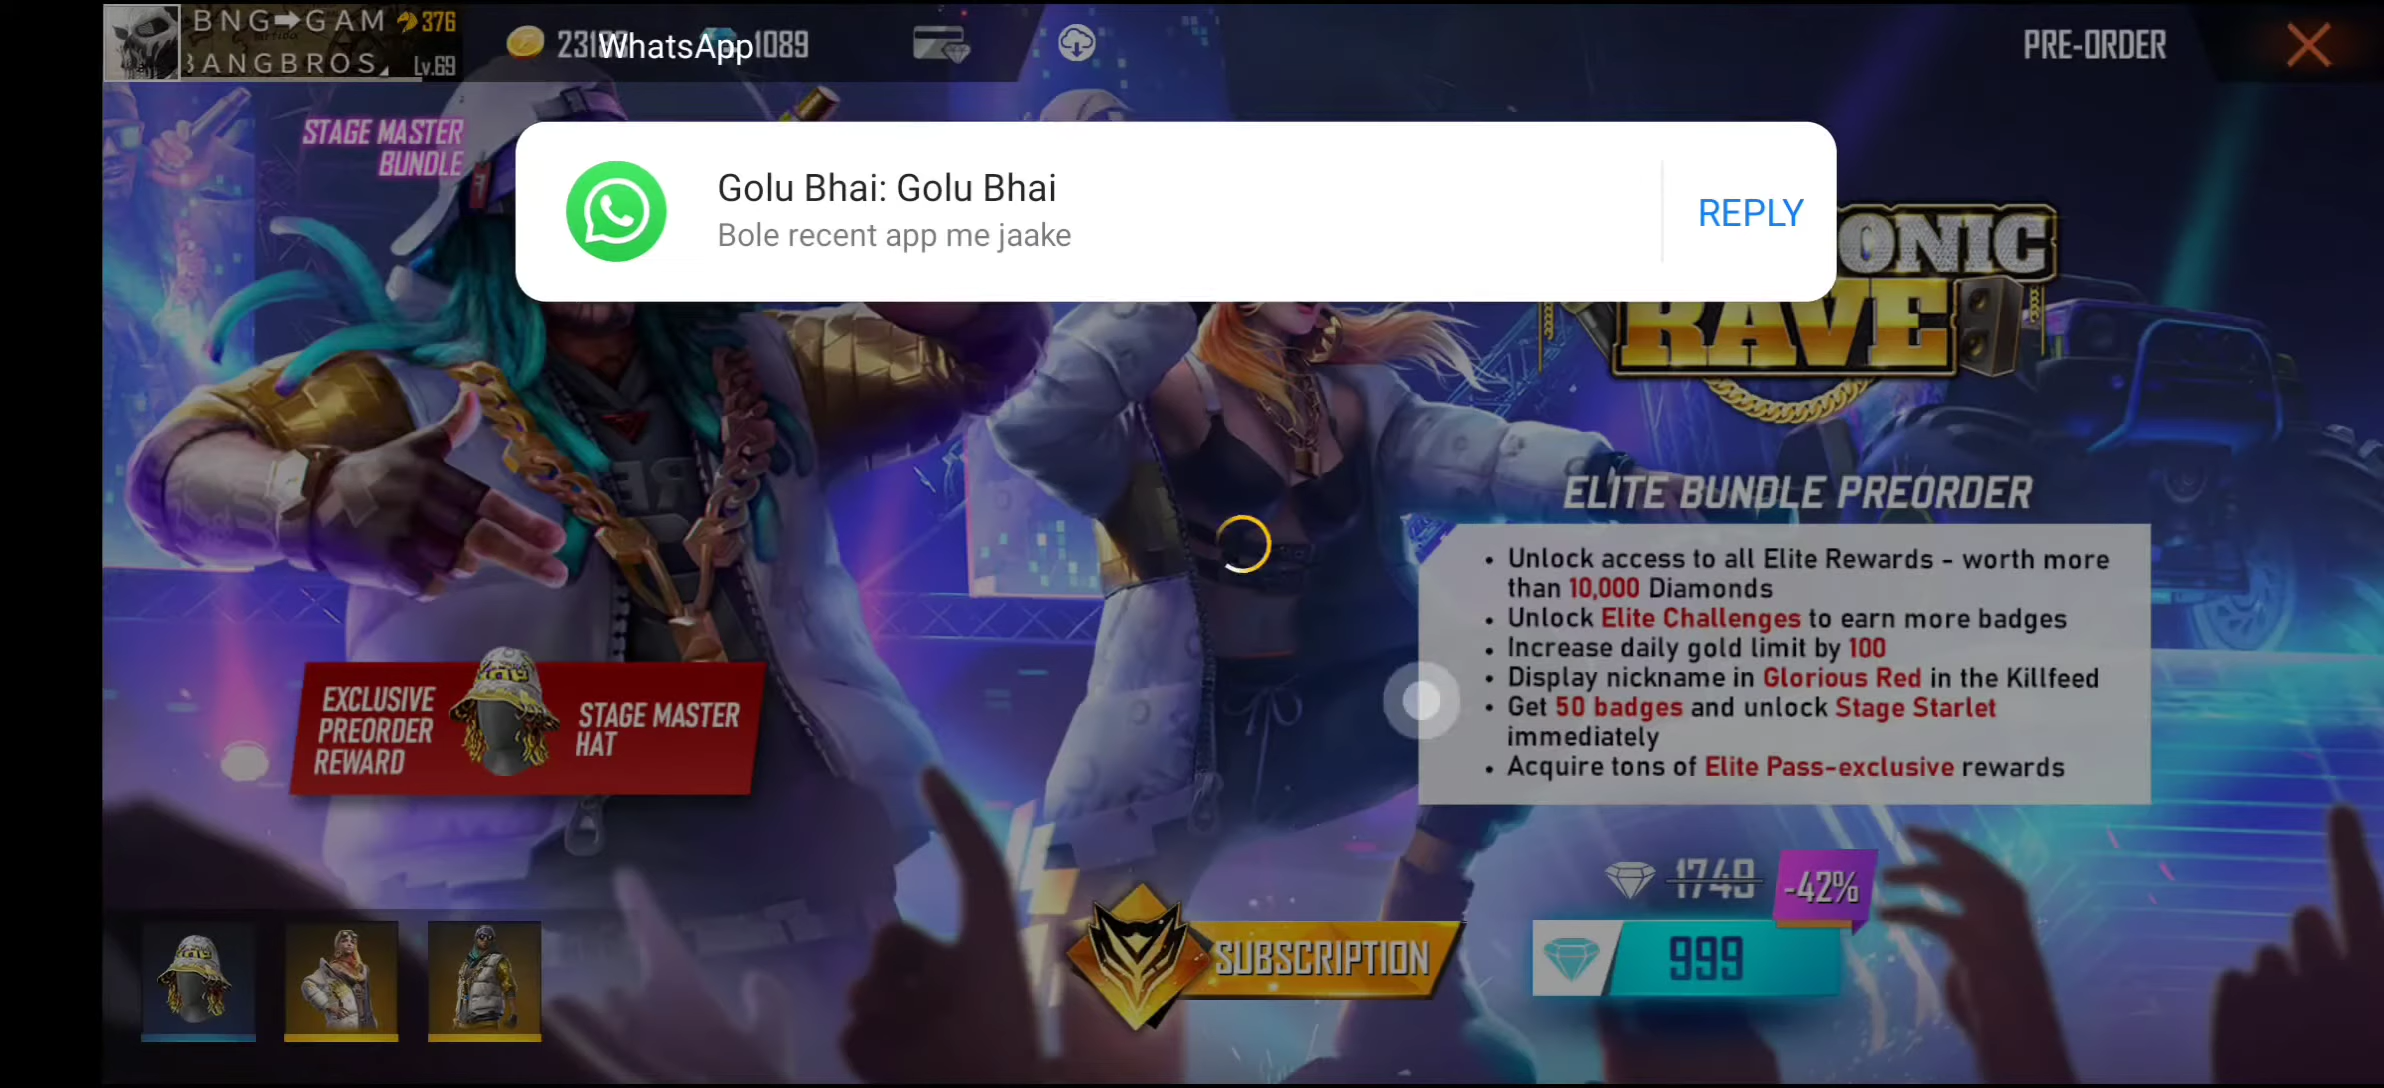 BNG➡GAM
376
BANGBROS
Lv.69
WhatsApp
1089
PRE-ORDER
STAGE MASTER
BUNDLE
Golu Bhai: Golu Bhai
Bole recent app me jaake
REPLY
ONIC
RAVE
ELITE BUNDLE PREORDER
• Unlock access to all Elite Rewards - worth more
than 10,000 Diamonds
• Unlock Elite Challenges to earn more badges
• Increase daily gold limit by 100
• Display nickname in Glorious Red in the Killfeed
• Get 50 badges and unlock Stage Starlet
immediately
• Acquire tons of Elite Pass-exclusive rewards
EXCLUSIVE
PREORDER
REWARD
STAGE MASTER
HAT
1749
-42%
SUBSCRIPTION
999